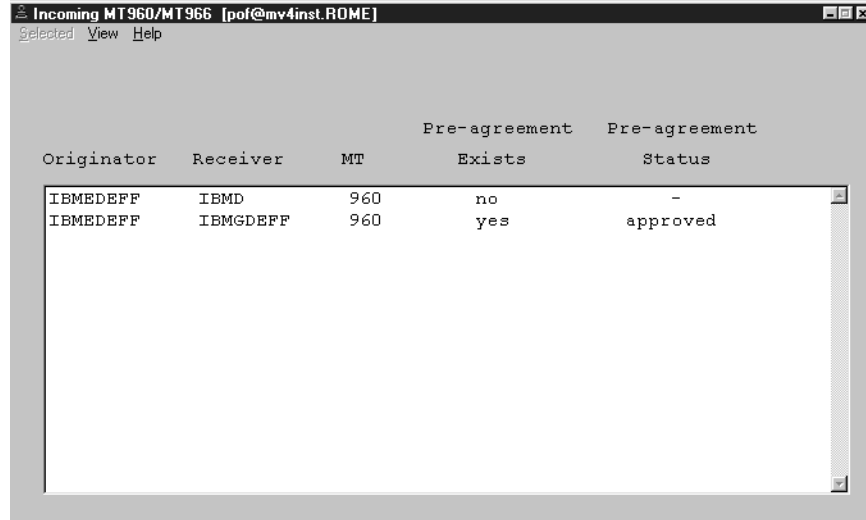 Incoming MT960/MT966 [pof@mv4inst.ROME]
Selected View Help
Pre-agreement Pre-agreement
Originator Receiver MT Exists Status
IBMEDEFF IBMD 960 no -
IBMEDEFF IBMGDEFF 960 yes approved